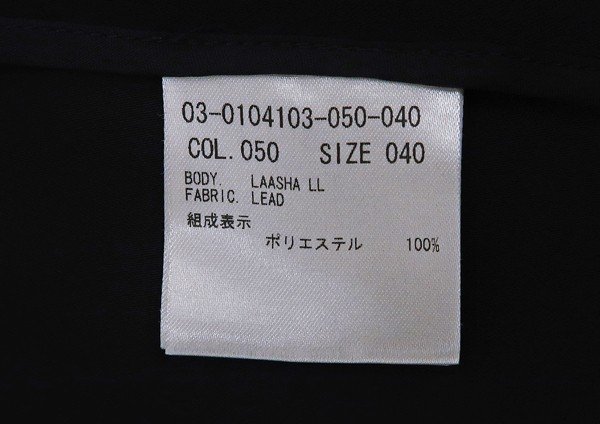 03-0104103-050-040
COL.050 SIZE 040
BODY. LAASHA LL
FABRIC. LEAD
組成表示
ポリエステル 100%